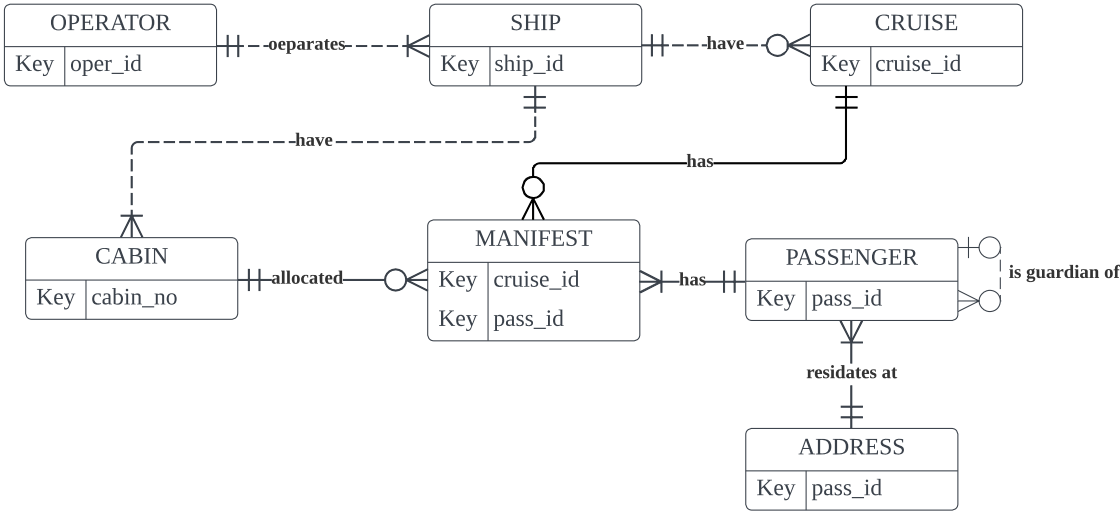 OPERATOR
Key oper_id
oeparates
SHIP
Key ship_id
have
CRUISE
Key cruise_id
have
has
CABIN
Key cabin_no
allocated
MANIFEST
Key cruise_id
Key pass_id
has
PASSENGER
Key pass_id
is guardian of
residates at
ADDRESS
Key pass_id